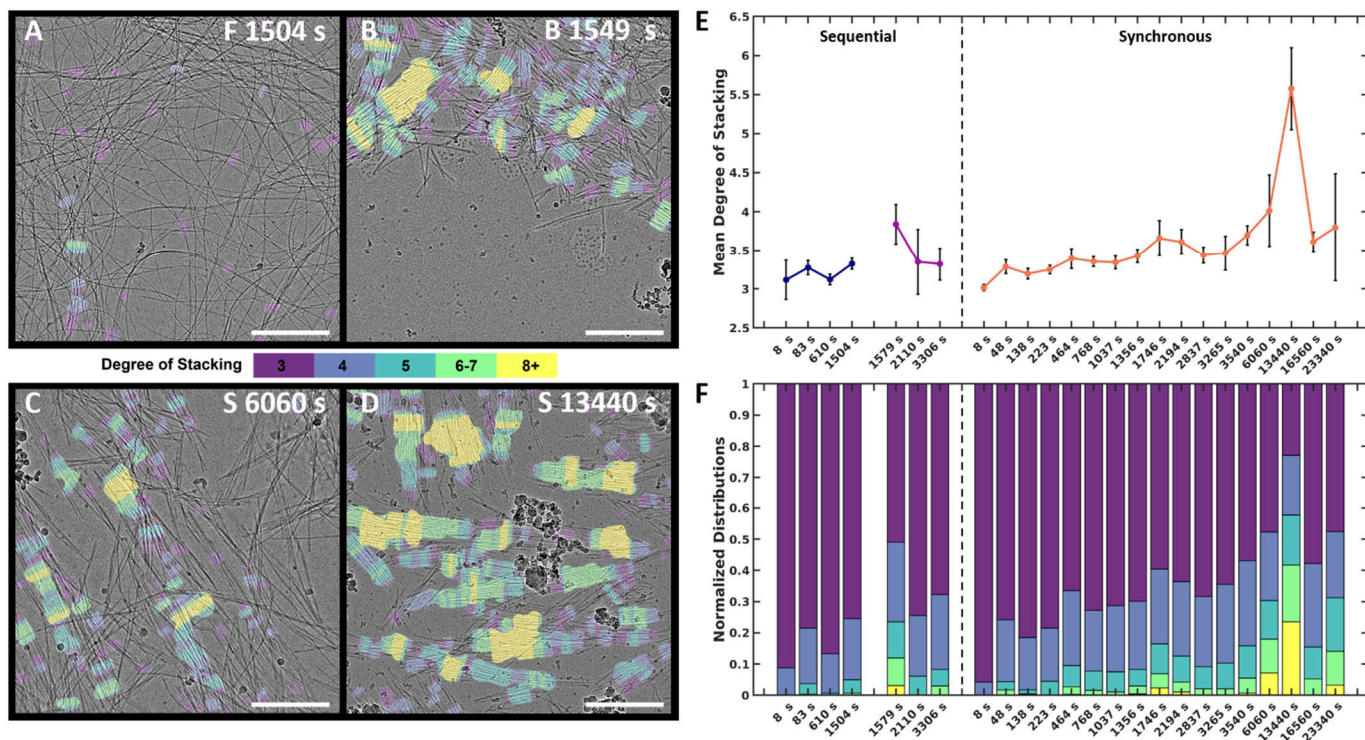 A F 1504 s
B B 1549 s
Degree of Stacking 3 4 5 6-7 8+
C S 6060 s
D S 13440 s
E
Sequential Synchronous
Mean Degree of Stacking
6.5
6
5.5
5
4.5
4
3.5
3
2.5
8 s 83 s 610 s 1504 s 1579 s 2110 s 3306 s 8 s 48 s 138 s 223 s 464 s 768 s 1037 s 1356 s 1746 s 2194 s 2837 s 3265 s 3540 s 6060 s 13440 s 16560 s 23340 s
F
Normalized Distributions
1
0.9
0.8
0.7
0.6
0.5
0.4
0.3
0.2
0.1
0
8 s 83 s 610 s 1504 s 1579 s 2110 s 3306 s 8 s 48 s 138 s 223 s 464 s 768 s 1037 s 1356 s 1746 s 2194 s 2837 s 3265 s 3540 s 6060 s 13440 s 16560 s 23340 s